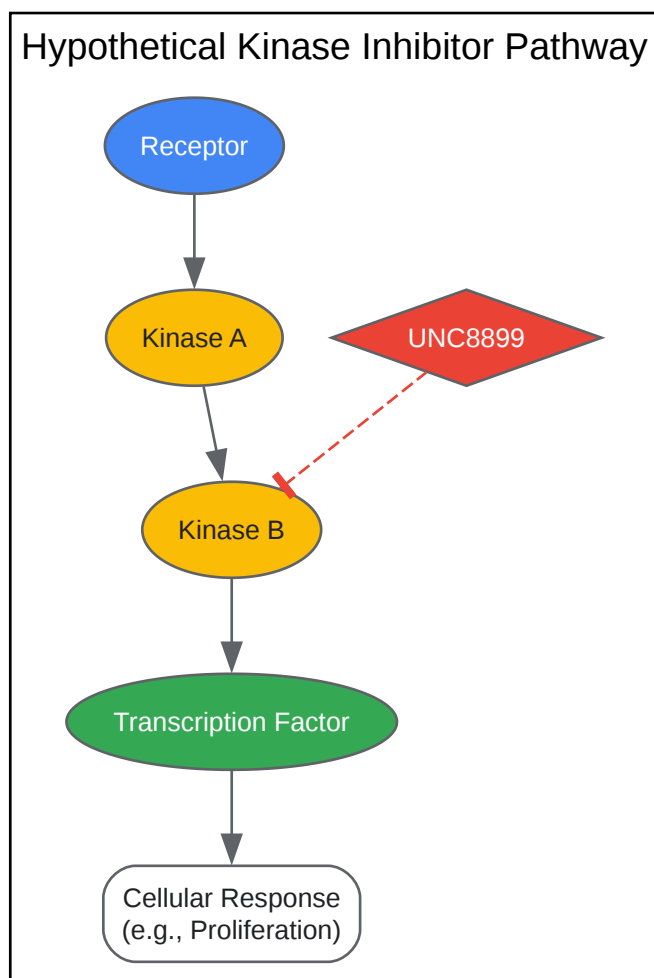 Hypothetical Kinase Inhibitor Pathway
Receptor
Kinase A
UNC8899
Kinase B
Transcription Factor
Cellular Response
(e.g., Proliferation)